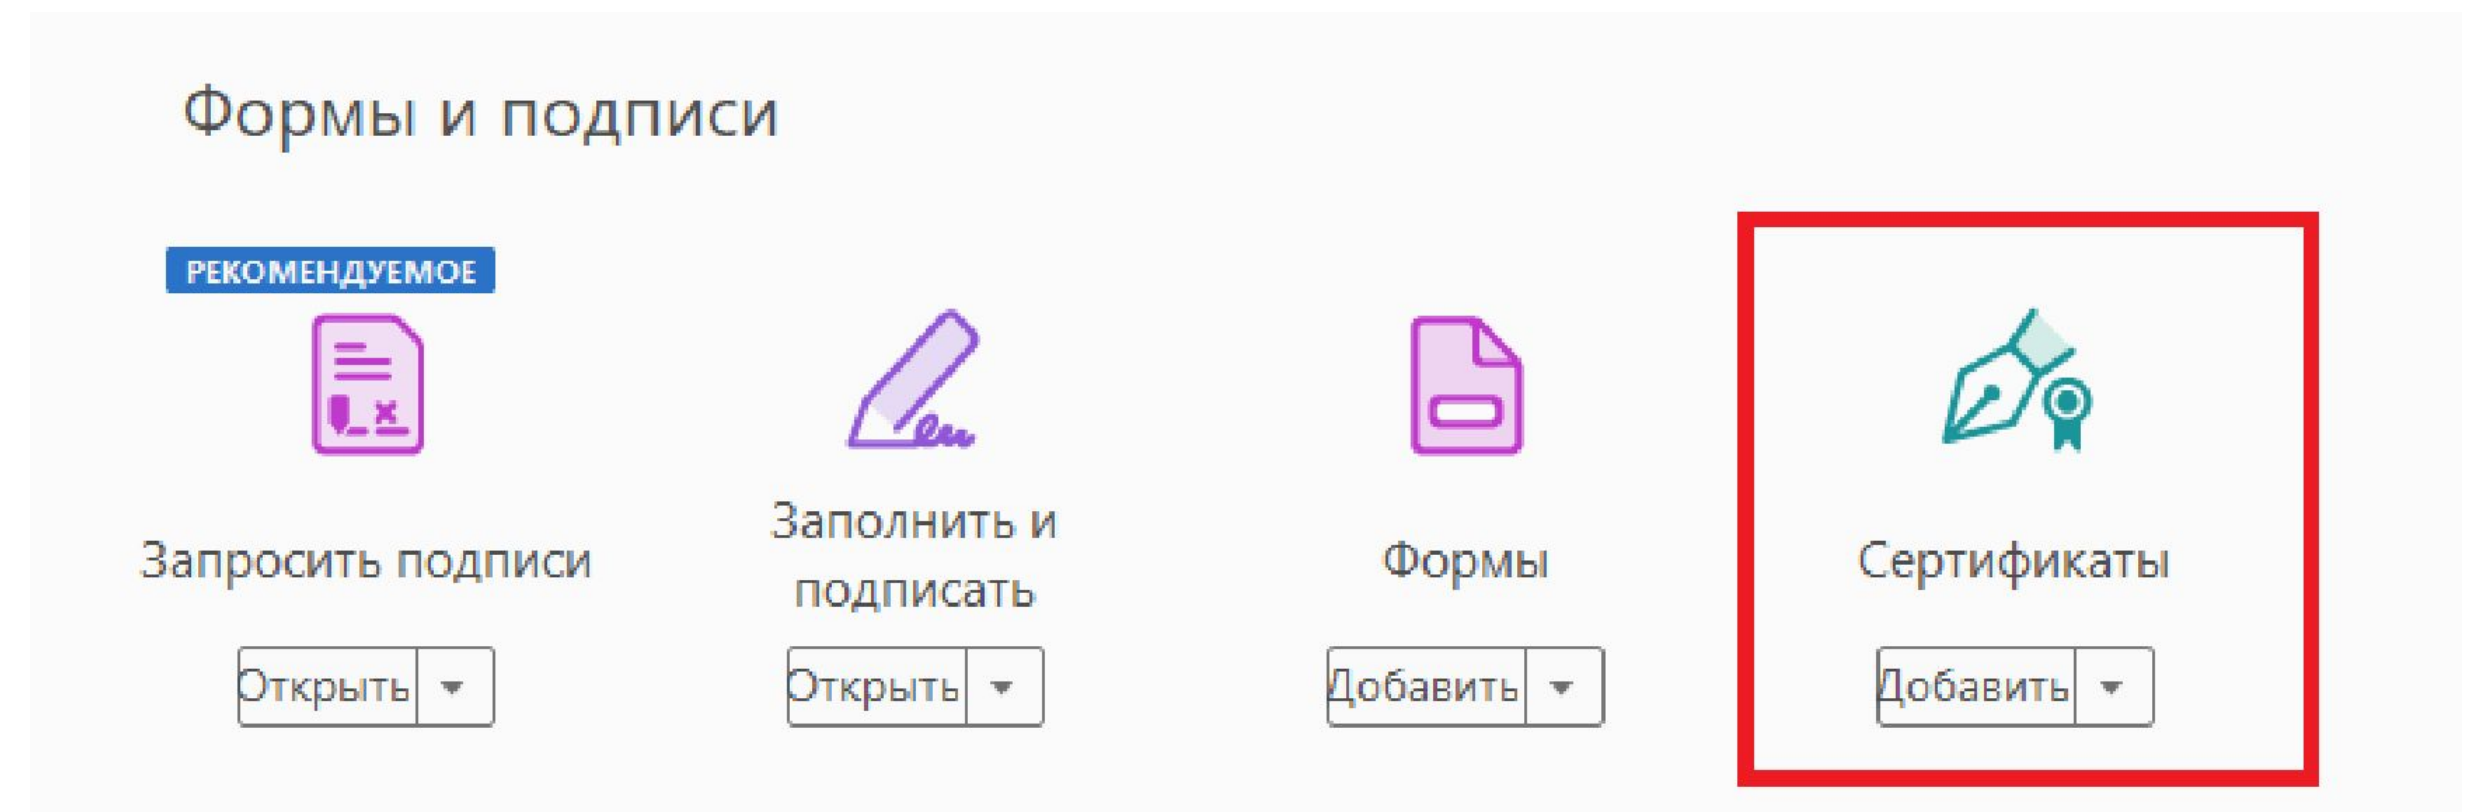 Формы и подписи
РЕКОМЕНДУЕМОЕ
Запросить подписи
Открыть
Заполнить и
подписать
Открыть
Формы
Добавить
Сертификаты
Добавить